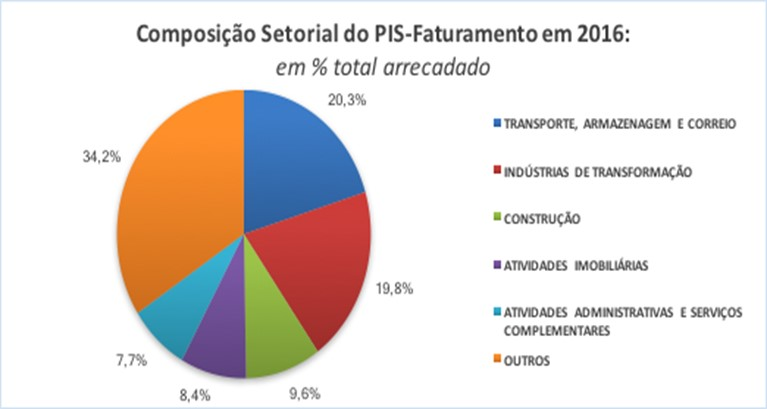 Composição Setorial do PIS-Faturamento em 2016:
em % total arrecadado
20,3%
34,2%
19,8%
7,7%
8,4%
9,6%
TRANSPORTE, ARMAZENAGEM E CORREIO
INDÚSTRIAS DE TRANSFORMAÇÃO
CONSTRUÇÃO
ATIVIDADES IMOBILIÁRIAS
ATIVIDADES ADMINISTRATIVAS E SERVIÇOS
COMPLEMENTARES
OUTROS